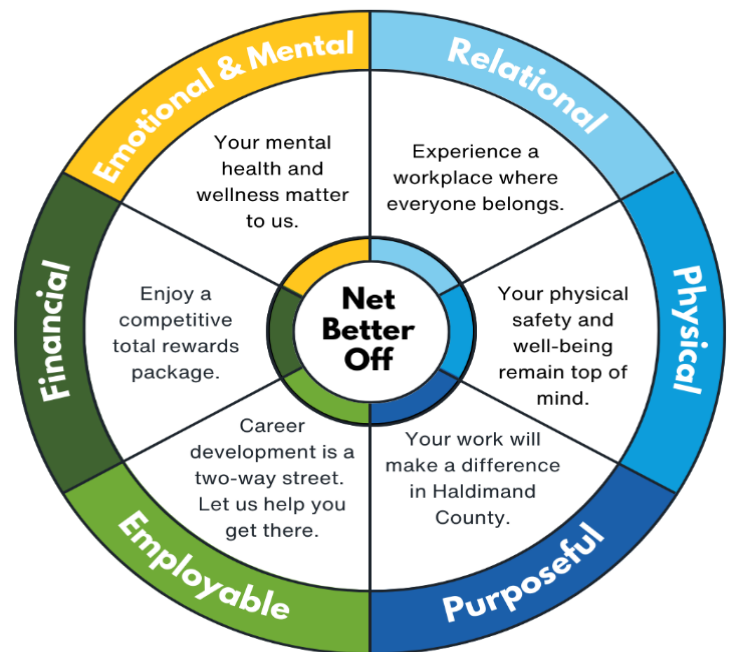 Emotional & Mental
Your mental
health and
wellness matter
to us.
Relational
Experience a
workplace where
everyone belongs.
Physical
Your physical
safety and
well-being
remain top of
mind.
Purposeful
Your work will
make a difference
in Haldimand
County.
Employable
Career
development is a
two-way street.
Let us help you
get there.
Financial
Enjoy a
competitive
total rewards
package.
Net
Better
Off